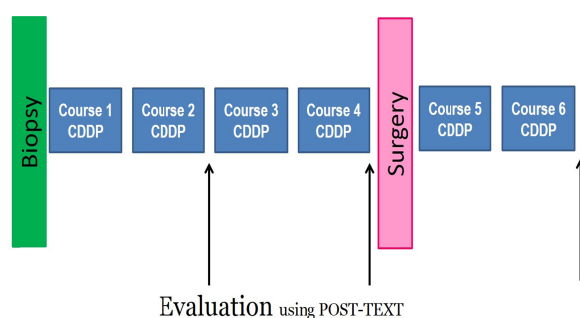 Biopsy
Course 1
CDDP
Course 2
CDDP
Course 3
CDDP
Course 4
CDDP
Surgery
Course 5
CDDP
Course 6
CDDP
Evaluation using POST-TEXT